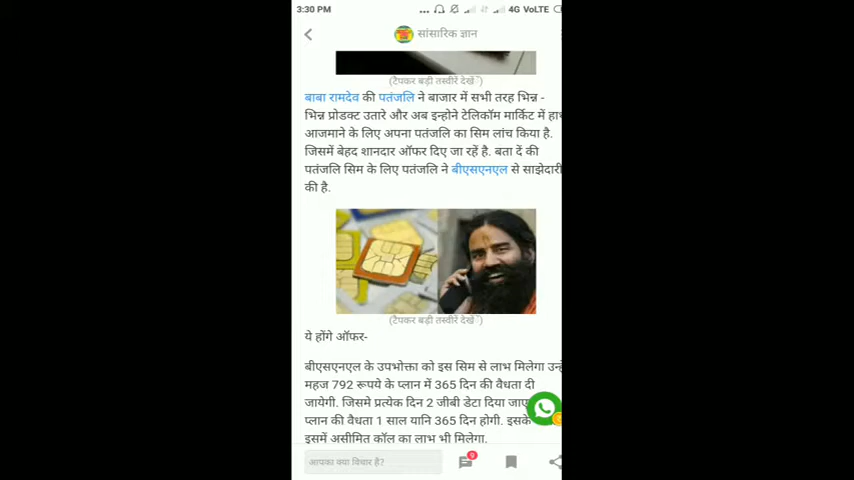 3:30 PM
4G VoLTE
सांसारिक ज्ञान
(टैपकर बड़ी तस्वीरें देखें)
बाबा रामदेव की पतंजलि ने बाजार में सभी तरह भिन्न -
भिन्न प्रोडक्ट उतारे और अब इन्होने टेलिकॉम मार्किट में
आजमाने के लिए अपना पतंजलि का सिम लांच किया है.
जिसमें बेहद शानदार ऑफर दिए जा रहें है. बता दें की
पतंजलि सिम के लिए पतंजलि ने बीएसएनएल से साझेदारी
की है.
(टैपकर बड़ी तस्वीरें देखें)
ये होंगे ऑफर-
बीएसएनएल के उपभोक्ता को इस सिम से लाभ मिलेगा
महज 792 रूपये के प्लान में 365 दिन की वैधता दी
जायेगी. जिसमे प्रत्येक दिन 2 जीबी डेटा दिया
प्लान की वैधता 1 साल यानि 365 दिन होगी. इसके
इसमें असीमित कॉल का लाभ भी मिलेगा.
आपका क्या विचार है?
9